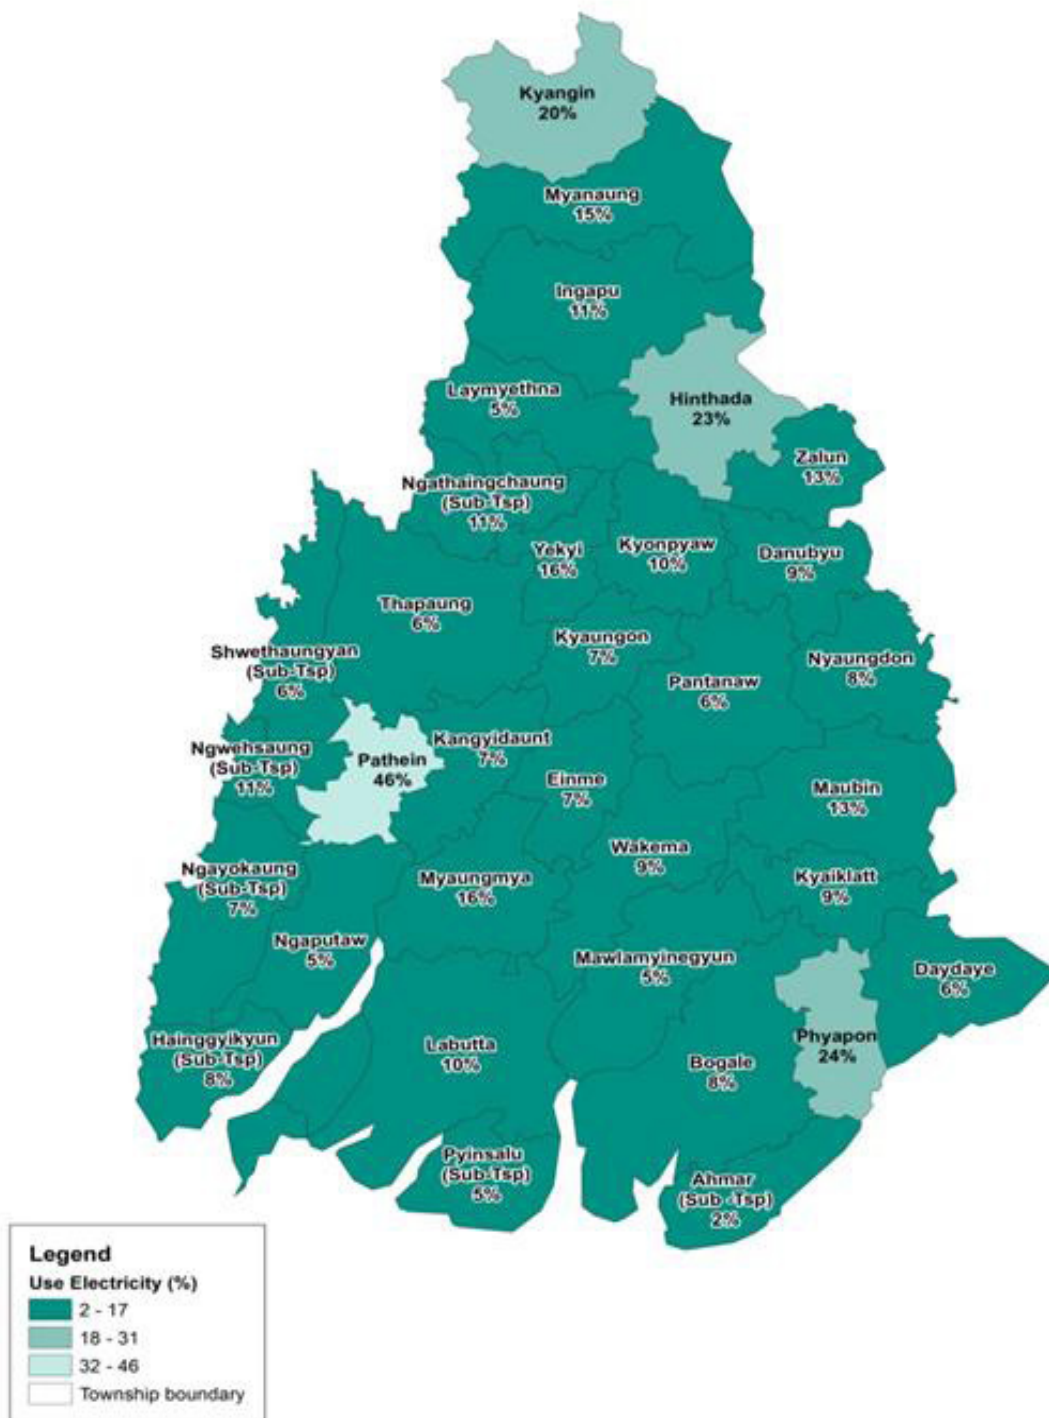 Kyangin
20%
Myanaung
15%
Ingapu
11%
Laymyethna
5%
Hinthada
23%
Zalun
13%
Ngathaingchaung
(Sub-Tsp)
11%
Yekyi
16%
Kyonpyaw
10%
Danubyu
9%
Thapaung
6%
Kyaungon
7%
Shwethaungyan
(Sub-Tsp)
6%
Pantanaw
6%
Nyaungdon
8%
Ngwehsaung
(Sub-Tsp)
11%
Pathein
46%
Kangyidaunt
7%
Einme
7%
Maubin
13%
Ngayokaung
(Sub-Tsp)
7%
Myaungmya
16%
Wakema
9%
Kyaiklatt
9%
Ngaputaw
5%
Mawlamyinegyun
5%
Daydaye
6%
Hainggyikyun
(Sub-Tsp)
8%
Labutta
10%
Bogale
8%
Phyapon
24%
Pyinsalu
(Sub-Tsp)
5%
Ahmar
(Sub -Tsp)
2%
Legend
Use Electricity (%)
2 - 17
18 - 31
32 - 46
Township boundary